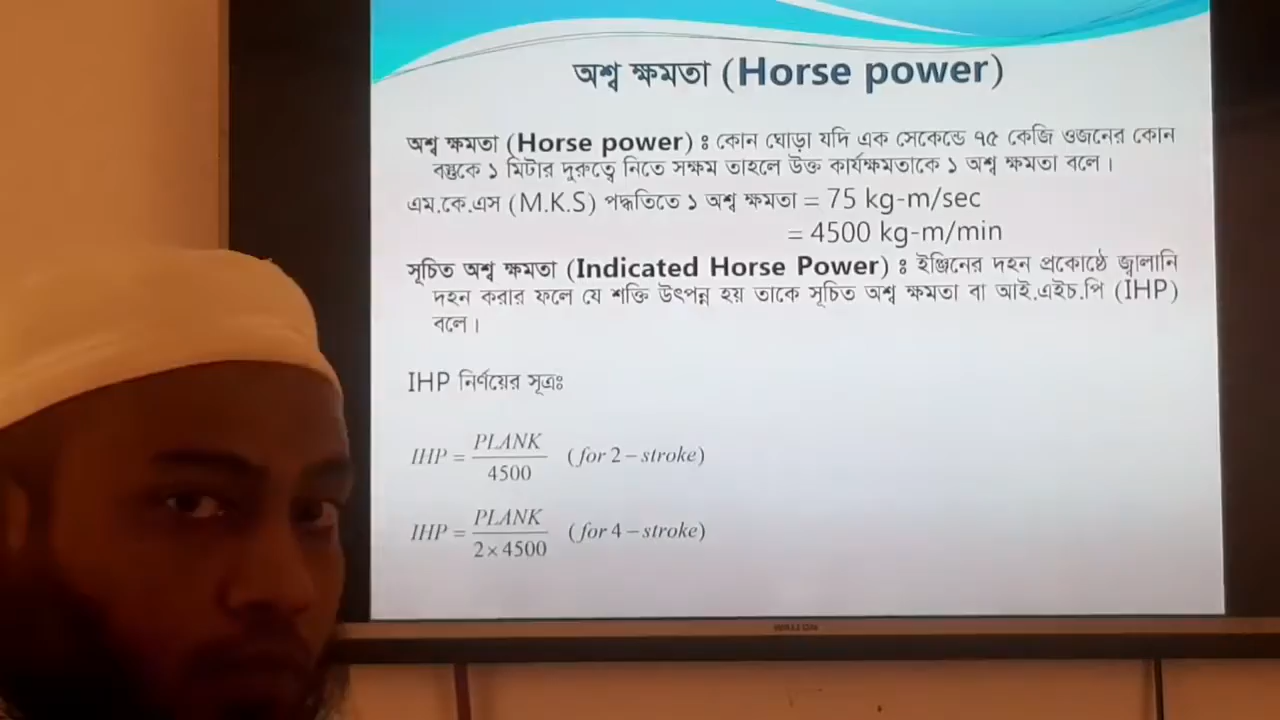 অশ্ব ক্ষমতা (Horse power)
অশ্ব ক্ষমতা (Horse power) ঃ কোন ঘোড়া যদি এক সেকেন্ডে ৭৫ কেজি ওজনের কোন
বস্তুকে ১ মিটার দুরুত্বে নিতে সক্ষম তাহলে উক্ত কার্যক্ষমতাকে ১ অশ্ব ক্ষমতা বলে।
এম.কে.এস (M.K.S) পদ্ধতিতে ১ অশ্ব ক্ষমতা = 75 kg-m/sec
= 4500 kg-m/min
সূচিত অশ্ব ক্ষমতা (Indicated Horse Power) ঃ ইঞ্জিনের দহন প্রকোষ্ঠে জ্বালানি
দহন করার ফলে যে শক্তি উৎপন্ন হয় তাকে সূচিত অশ্ব ক্ষমতা বা আই.এইচ.পি (IHP)
বলে।
IHP নির্ণয়ের সূত্রঃ
IHP = PLANK / 4500 (for 2 – stroke)
IHP = PLANK / 2 × 4500 (for 4 – stroke)